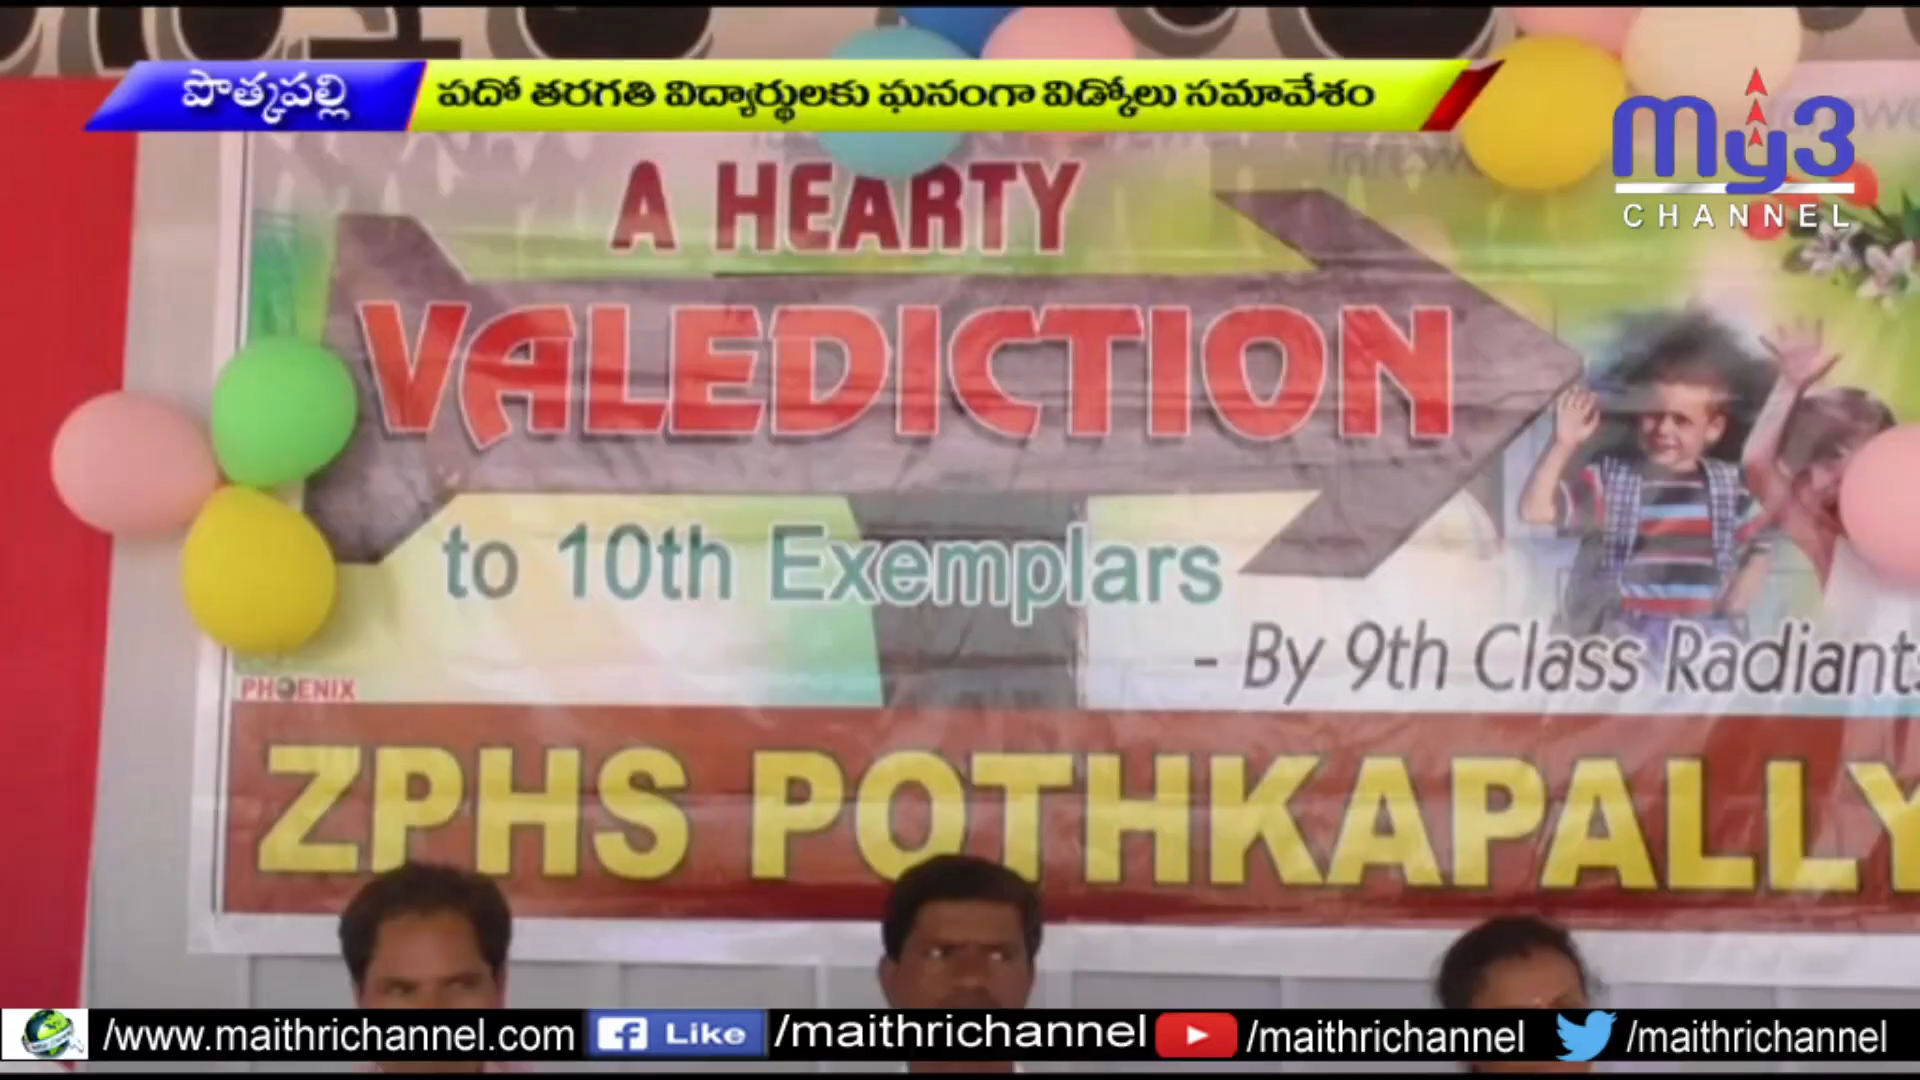 పొత్కపల్లి
పదో తరగతి విద్యార్థులకు ఘనంగా విడ్కోలు సమావేశం
My3
CHANNEL
A HEARTY
VALEDICTION
to 10th Exemplars
- By 9th Class Radiants
PHOENIX
ZPHS POTHKAPALLY
/www.maithrichannel.com
Like /maithrichannel
/maithrichannel
/maithrichannel